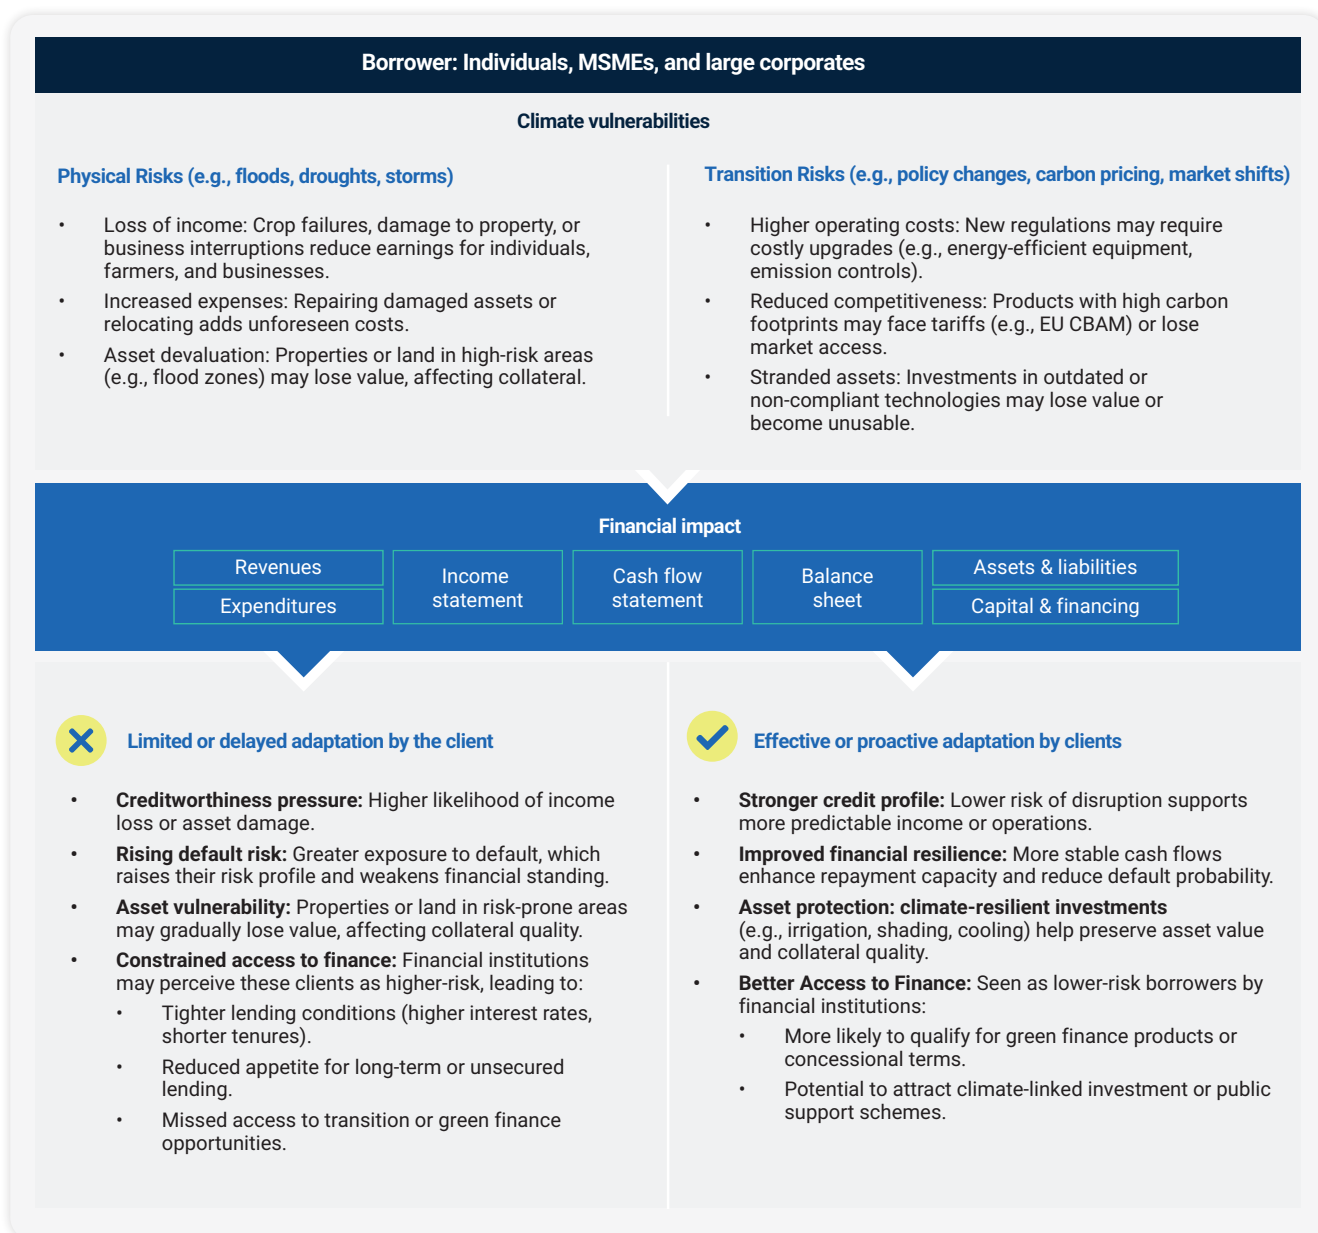 Borrower: Individuals, MSMEs, and large corporates
Climate vulnerabilities
Physical Risks (e.g., floods, droughts, storms)
• Loss of income: Crop failures, damage to property, or
business interruptions reduce earnings for individuals,
farmers, and businesses.
• Increased expenses: Repairing damaged assets or
relocating adds unforeseen costs.
• Asset devaluation: Properties or land in high-risk areas
(e.g., flood zones) may lose value, affecting collateral.
Transition Risks (e.g., policy changes, carbon pricing, market shifts)
• Higher operating costs: New regulations may require
costly upgrades (e.g., energy-efficient equipment,
emission controls).
• Reduced competitiveness: Products with high carbon
footprints may face tariffs (e.g., EU CBAM) or lose
market access.
• Stranded assets: Investments in outdated or
non-compliant technologies may lose value or
become unusable.
Financial impact
Revenues
Expenditures
Income
statement
Cash flow
statement
Balance
sheet
Assets & liabilities
Capital & financing
Limited or delayed adaptation by the client
• Creditworthiness pressure: Higher likelihood of income
loss or asset damage.
• Rising default risk: Greater exposure to default, which
raises their risk profile and weakens financial standing.
• Asset vulnerability: Properties or land in risk-prone areas
may gradually lose value, affecting collateral quality.
• Constrained access to finance: Financial institutions
may perceive these clients as higher-risk, leading to:
• Tighter lending conditions (higher interest rates,
shorter tenures).
• Reduced appetite for long-term or unsecured
lending.
• Missed access to transition or green finance
opportunities.
Effective or proactive adaptation by clients
• Stronger credit profile: Lower risk of disruption supports
more predictable income or operations.
• Improved financial resilience: More stable cash flows
enhance repayment capacity and reduce default probability.
• Asset protection: climate-resilient investments
(e.g., irrigation, shading, cooling) help preserve asset value
and collateral quality.
• Better Access to Finance: Seen as lower-risk borrowers by
financial institutions:
• More likely to qualify for green finance products or
concessional terms.
• Potential to attract climate-linked investment or public
support schemes.